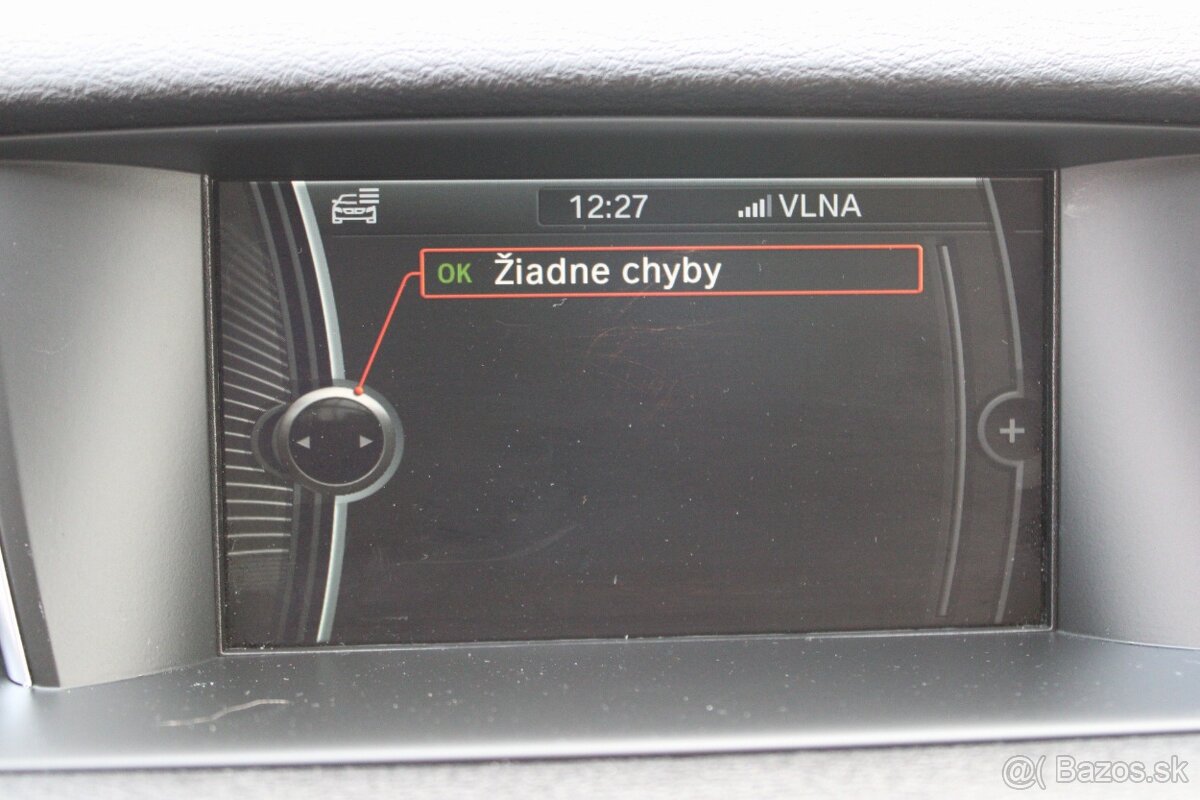 12:27 VLNA
OK Žiadne chyby
@( Bazos.sk